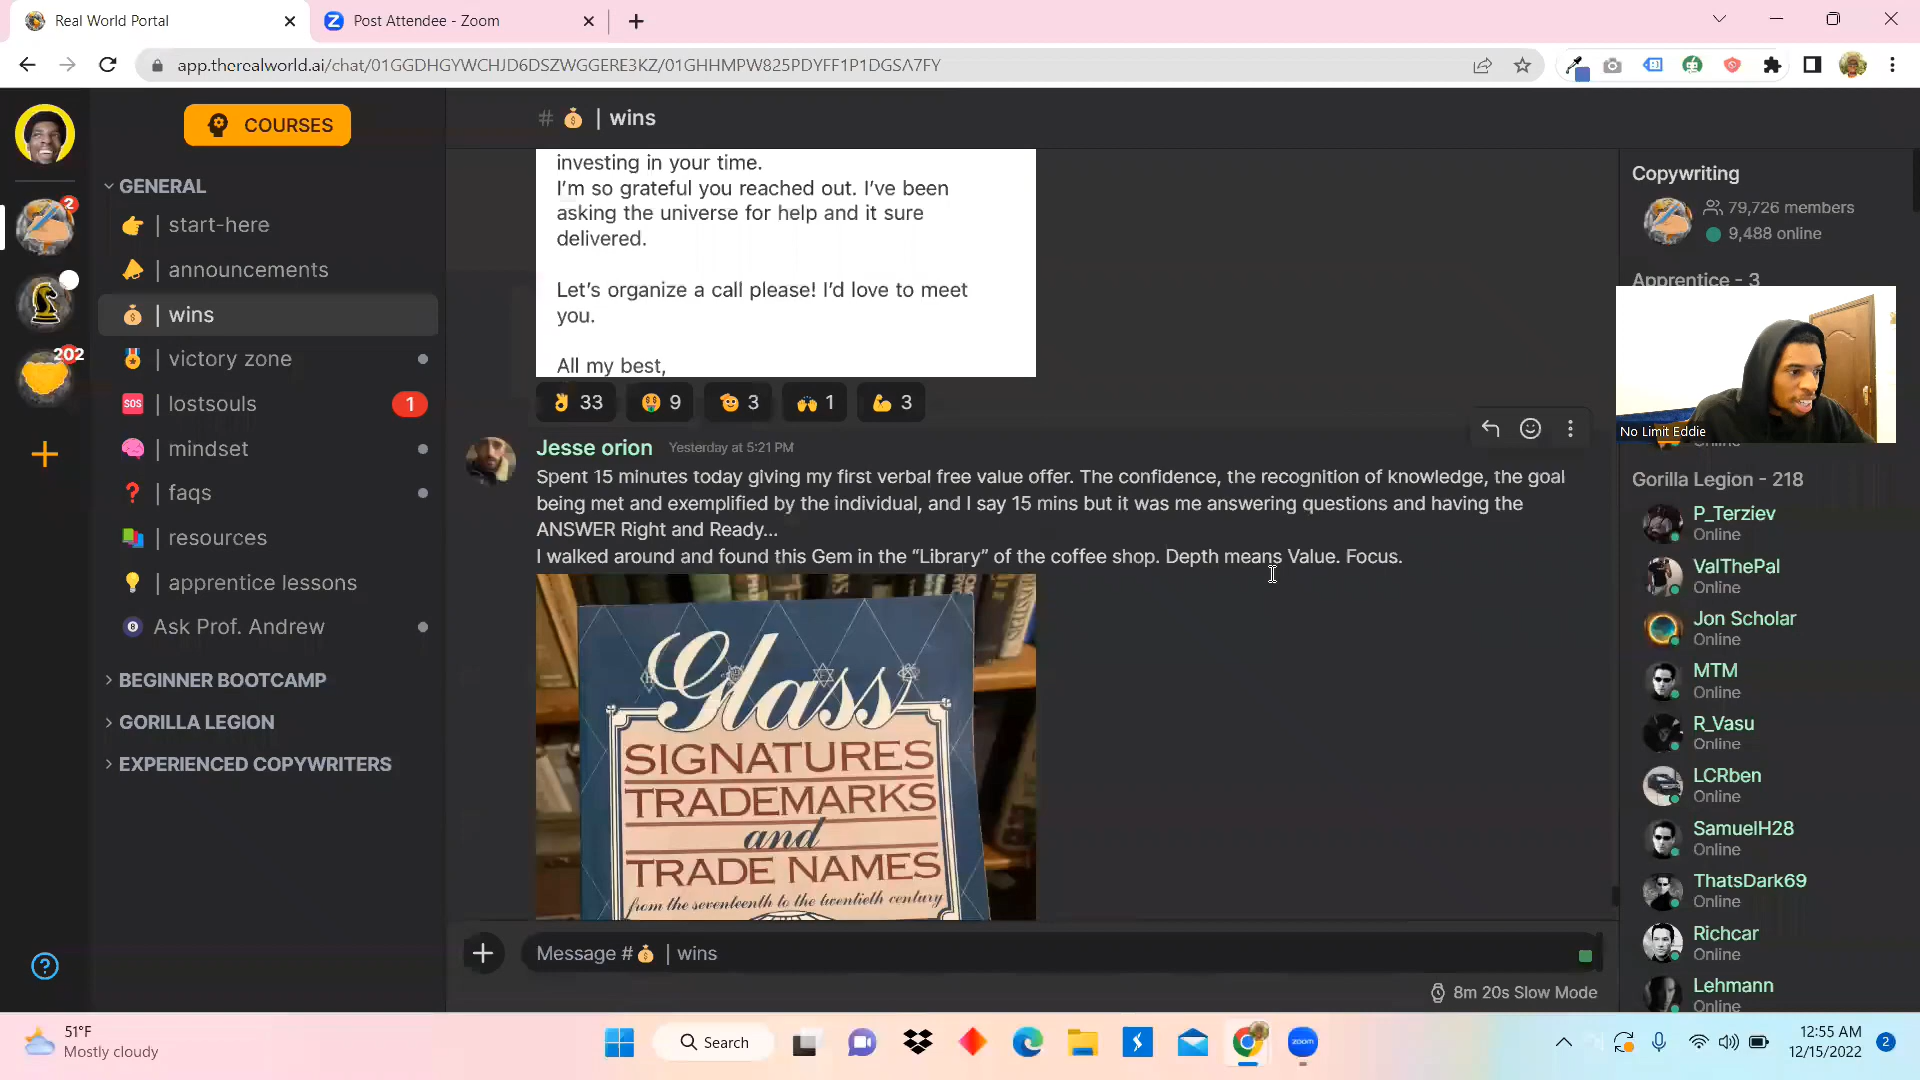 Real World Portal
Post Attendee - Zoom
app.therealworld.ai/chat/01GGDHGYWCHJD6DSZWGGERE3KZ/01GHHMPW825PDYFF1P1DGSA7FY
COURSES
GENERAL
| start-here
| announcements
| wins
| victory zone
SOS | lostsouls 1
| mindset
| faqs
| resources
| apprentice lessons
Ask Prof. Andrew
BEGINNER BOOTCAMP
GORILLA LEGION
EXPERIENCED COPYWRITERS
2
202
# | wins
investing in your time.
I'm so grateful you reached out. I've been
asking the universe for help and it sure
delivered.
Let's organize a call please! I'd love to meet
you.
All my best,
33 9 3 1 3
Jesse orion Yesterday at 5:21 PM
Spent 15 minutes today giving my first verbal free value offer. The confidence, the recognition of knowledge, the goal
being met and exemplified by the individual, and I say 15 mins but it was me answering questions and having the
ANSWER Right and Ready...
I walked around and found this Gem in the “Library” of the coffee shop. Depth means Value. Focus.
Glass
SIGNATURES
TRADEMARKS
and
TRADE NAMES
from the seventeenth to the twentieth century
Message # | wins
8m 20s Slow Mode
Copywriting
79,726 members
9,488 online
Apprentice - 3
No Limit Eddie
Online
Gorilla Legion - 218
P_Terziev
Online
ValThePal
Online
Jon Scholar
Online
MTM
Online
R_Vasu
Online
LCRben
Online
SamuelH28
Online
ThatsDark69
Online
Richcar
Online
Lehmann
Online
51°F
Mostly cloudy
Search
zoom
12:55 AM
12/15/2022
2